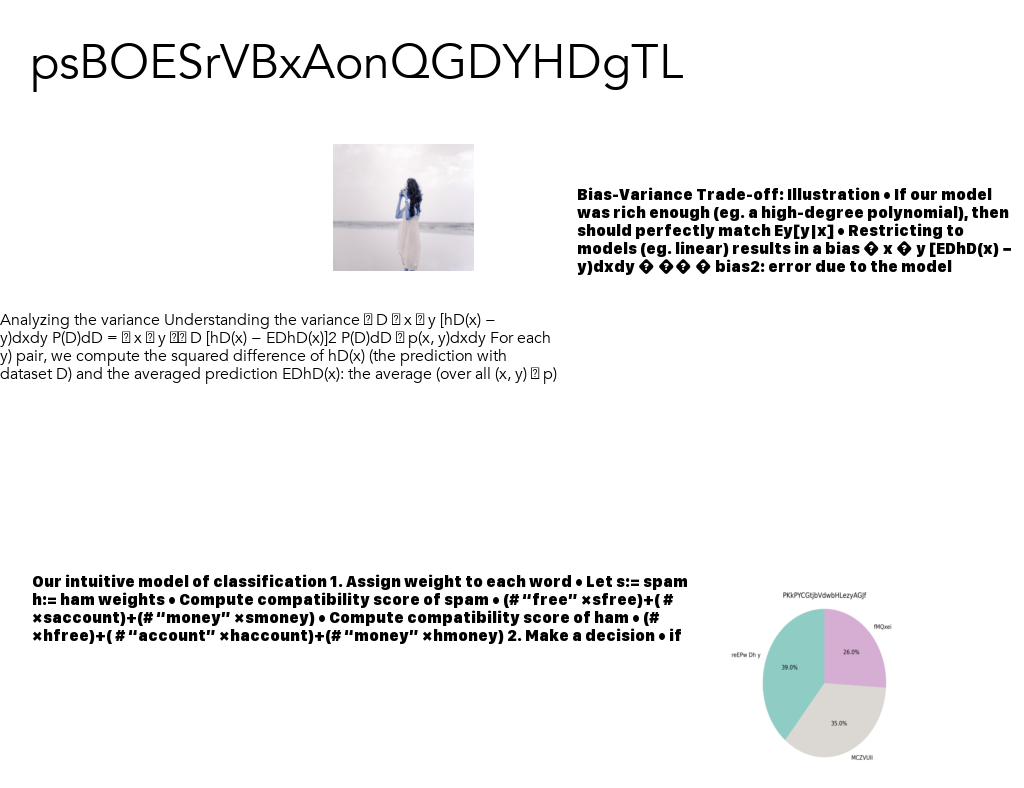 psBOESrVBxAonQGDYHDgTL
Bias-Variance Trade-off: Illustration • If our model
was rich enough (eg. a high-degree polynomial), then
should perfectly match Ey[y|x] • Restricting to
models (eg. linear) results in a bias � x � y [EDhD(x) −
y)dxdy � �� � bias2: error due to the model
Analyzing the variance Understanding the variance � D � x � y [hD(x) −
y)dxdy P(D)dD = � x � y �� D [hD(x) − EDhD(x)]2 P(D)dD � p(x, y)dxdy For each
y) pair, we compute the squared difference of hD(x) (the prediction with
dataset D) and the averaged prediction EDhD(x): the average (over all (x, y) � p)
Our intuitive model of classification 1. Assign weight to each word • Let s:= spam
h:= ham weights • Compute compatibility score of spam • (# “free” ×sfree)+( #
×saccount)+(# “money” ×smoney) • Compute compatibility score of ham • (#
×hfree)+( # “account” ×haccount)+(# “money” ×hmoney) 2. Make a decision • if
PKkPYCGtJbVdwbHLezyAGJf
fMQxei
26.0%
reEPw Dh y
39.0%
35.0%